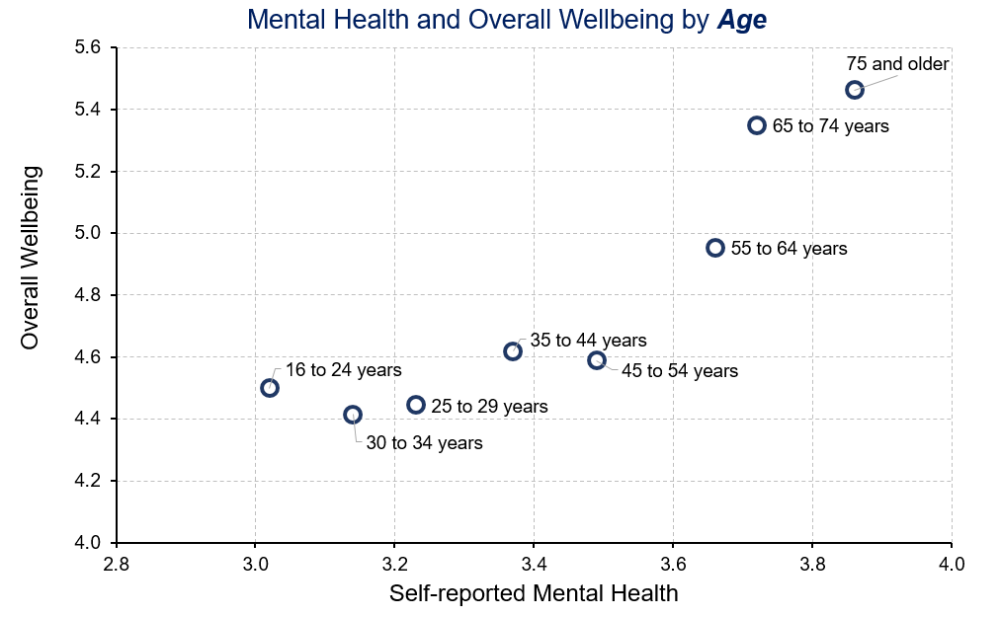 Mental Health and Overall Wellbeing by Age
5.6
5.4
5.2
5.0
4.8
4.6
4.4
4.2
4.0
Overall Wellbeing
75 and older
65 to 74 years
55 to 64 years
35 to 44 years
45 to 54 years
16 to 24 years
25 to 29 years
30 to 34 years
2.8 3.0 3.2 3.4 3.6 3.8 4.0
Self-reported Mental Health